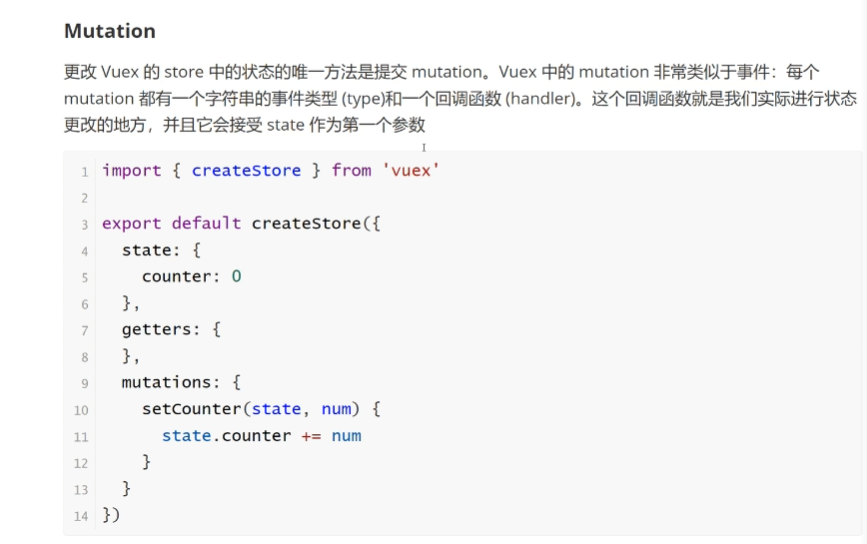 Mutation
更改 Vuex 的 store 中的状态的唯一方法是提交 mutation。Vuex 中的 mutation 非常类似于事件：每个
mutation 都有一个字符串的事件类型 (type)和一个回调函数 (handler)。这个回调函数就是我们实际进行状态
更改的地方，并且它会接受 state 作为第一个参数
1 import { createStore } from 'vuex'
2
3 export default createStore({
4   state: {
5     counter: 0
6   },
7   getters: {
8   },
9   mutations: {
10     setCounter(state, num) {
11       state.counter += num
12     }
13   }
14 })